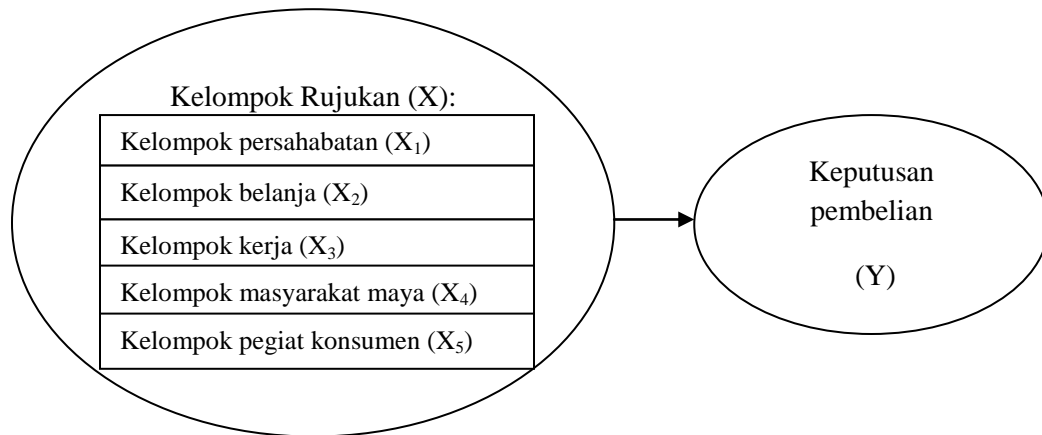 Kelompok Rujukan (X):
Kelompok persahabatan (X₁)
Kelompok belanja (X₂)
Kelompok kerja (X₃)
Kelompok masyarakat maya (X₄)
Kelompok pegiat konsumen (X₅)
Keputusan
pembelian
(Y)